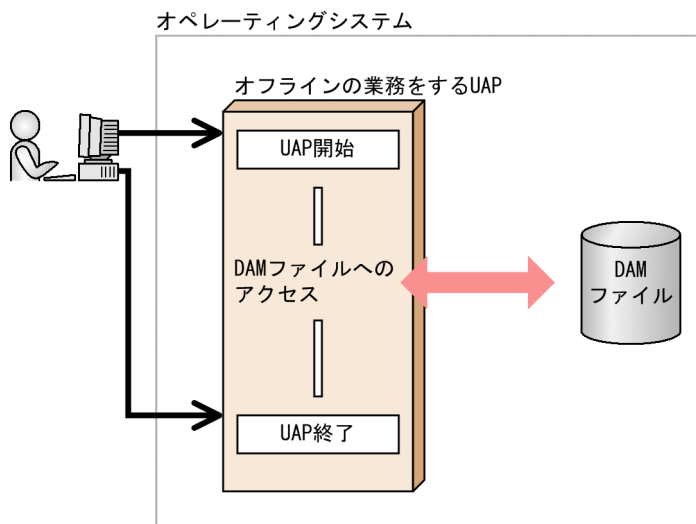 オペレーティングシステム
オフラインの業務をするUAP
UAP開始
DAMファイルへの
アクセス
DAM
ファイル
UAP終了